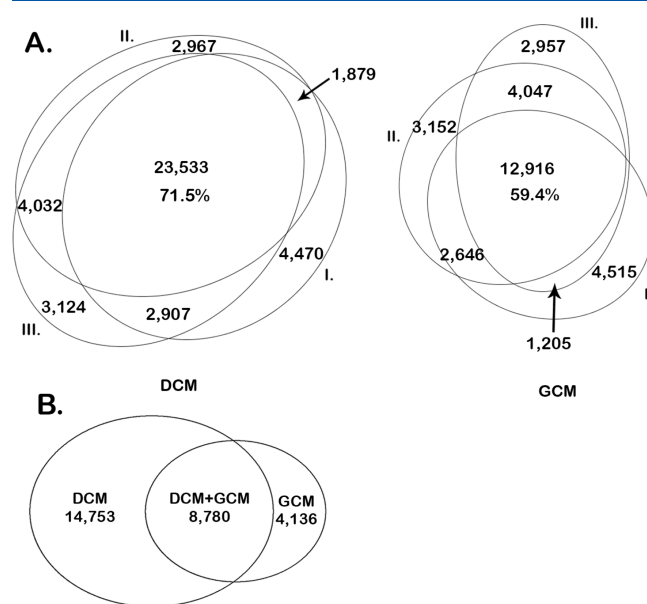 A.
II.
2,967
1,879
23,533
71.5%
4,032
4,470
I.
3,124
2,907
III.
DCM
III.
2,957
4,047
3,152
II.
12,916
59.4%
2,646
4,515
1,205
GCM
B.
DCM
14,753
DCM+GCM
8,780
GCM
4,136